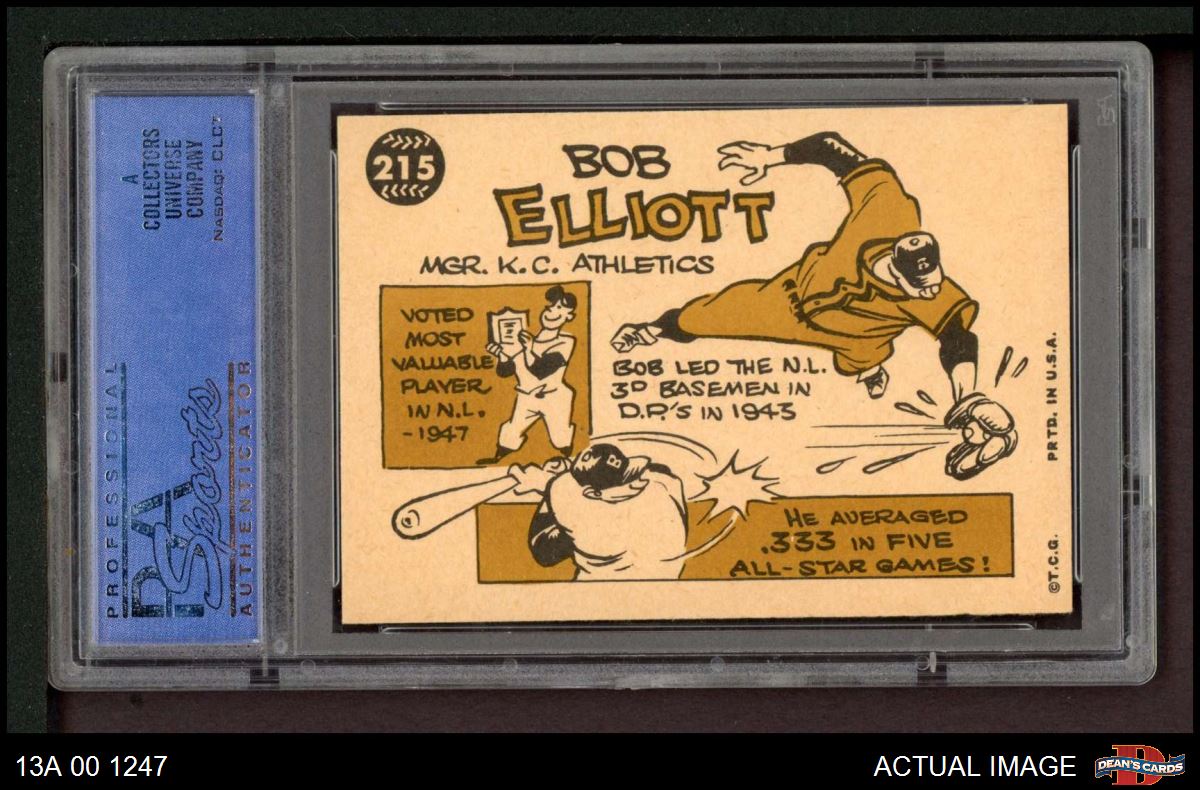 A
COLLECTORS
UNIVERSE
COMPANY
NASDAQ: CLCT
PROFESSIONAL
PSA
Sports
AUTHENTICATOR
215
BOB
ELLIOTT
MGR. K.C. ATHLETICS
VOTED
MOST
VALUABLE
PLAYER
IN N.L.
-1947
BOB LED THE N.L.
3D BASEMEN IN
D.P.'S IN 1943
HE AVERAGED
.333 IN FIVE
ALL-STAR GAMES!
©T.C.G. PRTD. IN U.S.A.
13A 00 1247
ACTUAL IMAGE
D
DEAN'S CARDS